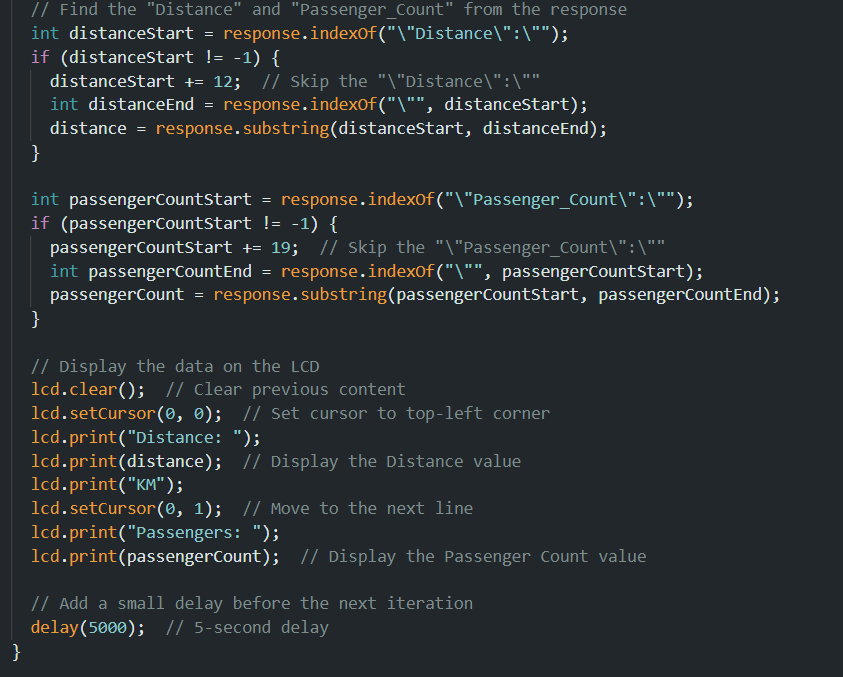 // Find the "Distance" and "Passenger_Count" from the response
int distanceStart = response.indexOf("\"Distance\":\"");
if (distanceStart != -1) {
distanceStart += 12;  // Skip the "\"Distance\":\""
int distanceEnd = response.indexOf("\"", distanceStart);
distance = response.substring(distanceStart, distanceEnd);
}
int passengerCountStart = response.indexOf("\"Passenger_Count\":\"");
if (passengerCountStart != -1) {
passengerCountStart += 19;  // Skip the "\"Passenger_Count\":\""
int passengerCountEnd = response.indexOf("\"", passengerCountStart);
passengerCount = response.substring(passengerCountStart, passengerCountEnd);
}
// Display the data on the LCD
lcd.clear();  // Clear previous content
lcd.setCursor(0, 0);  // Set cursor to top-left corner
lcd.print("Distance: ");
lcd.print(distance);  // Display the Distance value
lcd.print("KM");
lcd.setCursor(0, 1);  // Move to the next line
lcd.print("Passengers: ");
lcd.print(passengerCount);  // Display the Passenger Count value
// Add a small delay before the next iteration
delay(5000);  // 5-second delay
}